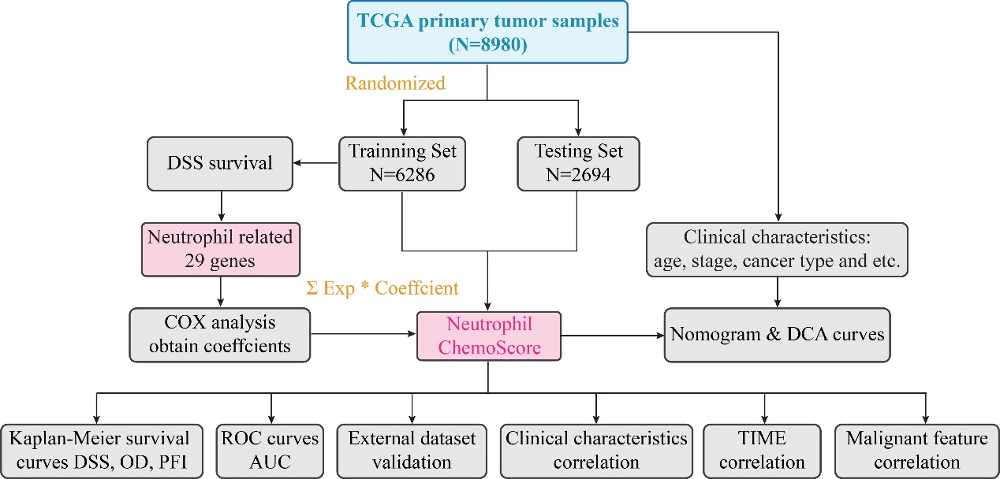 TCGA primary tumor samples
(N=8980)
Randomized
DSS survival
Trainning Set
N=6286
Testing Set
N=2694
Neutrophil related
29 genes
Clinical characteristics:
age, stage, cancer type and etc.
Σ Exp * Coeffcient
COX analysis
obtain coeffcients
Neutrophil
ChemoScore
Nomogram & DCA curves
Kaplan-Meier survival
curves DSS, OD, PFI
ROC curves
AUC
External dataset
validation
Clinical characteristics
correlation
TIME
correlation
Malignant feature
correlation